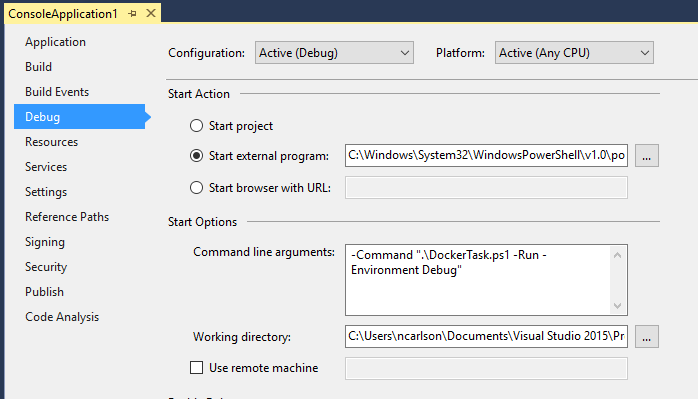 ConsoleApplication1
Application
Build
Build Events
Debug
Resources
Services
Settings
Reference Paths
Signing
Security
Publish
Code Analysis
Configuration: Active (Debug) Platform: Active (Any CPU)
Start Action
Start project
Start external program: C:\Windows\System32\WindowsPowerShell\v1.0\po ...
Start browser with URL:
Start Options
Command line arguments: -Command ".\DockerTask.ps1 -Run -
Environment Debug"
Working directory: C:\Users\ncarlson\Documents\Visual Studio 2015\Pr ...
Use remote machine